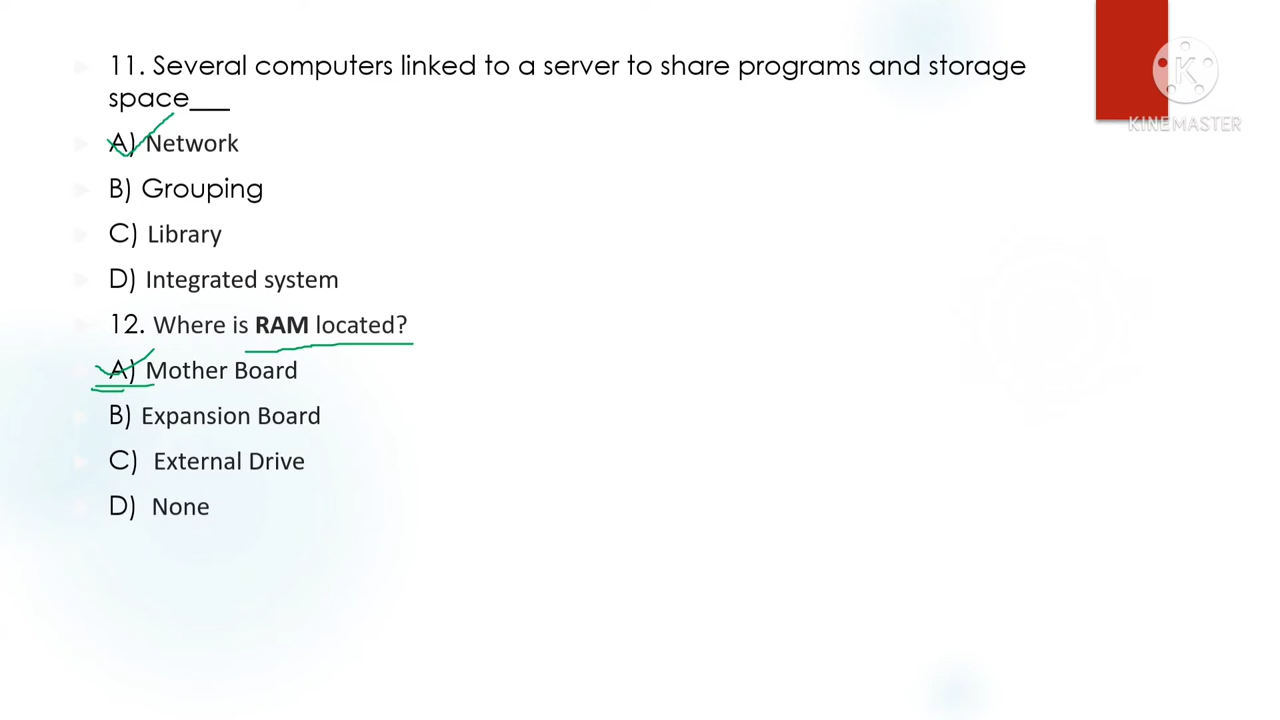 11. Several computers linked to a server to share programs and storage
space___
A) Network
B) Grouping
C) Library
D) Integrated system
12. Where is RAM located?
A) Mother Board
B) Expansion Board
C) External Drive
D) None
K
KINEMASTER